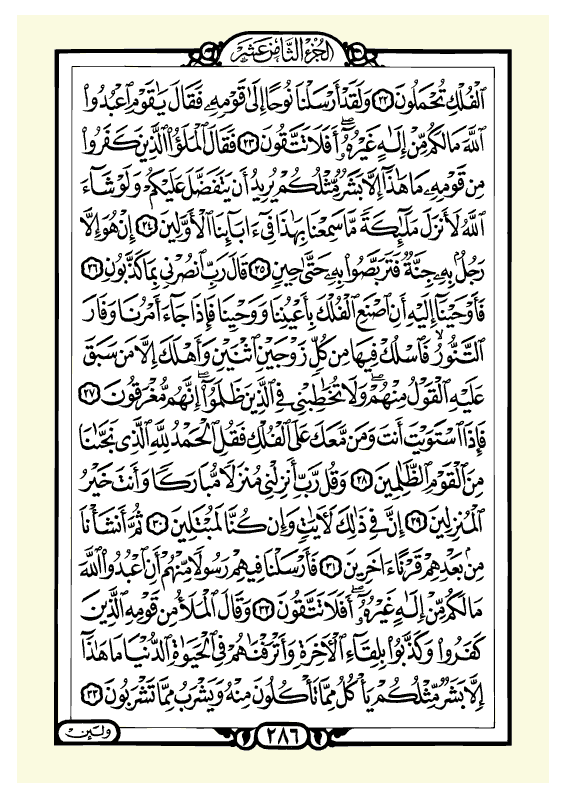 الجزء الثامن عشر
ٱلْفُلْكِ تُحْمَلُونَ ٢٢ وَلَقَدْ أَرْسَلْنَا نُوحًا إِلَىٰ قَوْمِهِۦ فَقَالَ يَـٰقَوْمِ ٱعْبُدُوا۟
ٱللَّهَ مَا لَكُم مِّنْ إِلَـٰهٍ غَيْرُهُۥٓ ۖ أَفَلَا تَتَّقُونَ ٢٣ فَقَالَ ٱلْمَلَؤُا۟ ٱلَّذِينَ كَفَرُوا۟
مِن قَوْمِهِۦ مَا هَـٰذَآ إِلَّا بَشَرٌ مِّثْلُكُمْ يُرِيدُ أَن يَتَفَضَّلَ عَلَيْكُمْ وَلَوْ شَآءَ
ٱللَّهُ لَأَنزَلَ مَلَـٰٓئِكَةً مَّا سَمِعْنَا بِهَـٰذَا فِىٓ ءَابَآئِنَا ٱلْأَوَّلِينَ ٢٤ إِنْ هُوَ إِلَّا
رَجُلٌۢ بِهِۦ جِنَّةٌ فَتَرَبَّصُوا۟ بِهِۦ حَتَّىٰ حِينٍ ٢٥ قَالَ رَبِّ ٱنصُرْنِى بِمَا كَذَّبُونِ ٢٦
فَأَوْحَيْنَآ إِلَيْهِ أَنِ ٱصْنَعِ ٱلْفُلْكَ بِأَعْيُنِنَا وَوَحْيِنَا فَإِذَا جَآءَ أَمْرُنَا وَفَارَ
ٱلتَّنُّورُ ۙ فَٱسْلُكْ فِيهَا مِن كُلٍّ زَوْجَيْنِ ٱثْنَيْنِ وَأَهْلَكَ إِلَّا مَن سَبَقَ
عَلَيْهِ ٱلْقَوْلُ مِنْهُمْ ۖ وَلَا تُخَـٰطِبْنِى فِى ٱلَّذِينَ ظَلَمُوٓا۟ ۖ إِنَّهُم مُّغْرَقُونَ ٢٧
فَإِذَا ٱسْتَوَيْتَ أَنتَ وَمَن مَّعَكَ عَلَى ٱلْفُلْكِ فَقُلِ ٱلْحَمْدُ لِلَّهِ ٱلَّذِى نَجَّىٰنَا
مِنَ ٱلْقَوْمِ ٱلظَّـٰلِمِينَ ٢٨ وَقُل رَّبِّ أَنزِلْنِى مُنزَلًا مُّبَارَكًا وَأَنتَ خَيْرُ
ٱلْمُنزِلِينَ ٢٩ إِنَّ فِى ذَٰلِكَ لَـَٔايَـٰتٍ وَإِن كُنَّا لَمُبْتَلِينَ ٣٠ ثُمَّ أَنشَأْنَا
مِنۢ بَعْدِهِمْ قَرْنًا ءَاخَرِينَ ٣١ فَأَرْسَلْنَا فِيهِمْ رَسُولًا مِّنْهُمْ أَنِ ٱعْبُدُوا۟ ٱللَّهَ
مَا لَكُم مِّنْ إِلَـٰهٍ غَيْرُهُۥٓ ۖ أَفَلَا تَتَّقُونَ ٣٢ وَقَالَ ٱلْمَلَأُ مِن قَوْمِهِ ٱلَّذِينَ
كَفَرُوا۟ وَكَذَّبُوا۟ بِلِقَآءِ ٱلْـَٔاخِرَةِ وَأَتْرَفْنَـٰهُمْ فِى ٱلْحَيَوٰةِ ٱلدُّنْيَا مَا هَـٰذَآ
إِلَّا بَشَرٌ مِّثْلُكُمْ يَأْكُلُ مِمَّا تَأْكُلُونَ مِنْهُ وَيَشْرَبُ مِمَّا تَشْرَبُونَ ٣٣
ولئن
٢٨٦